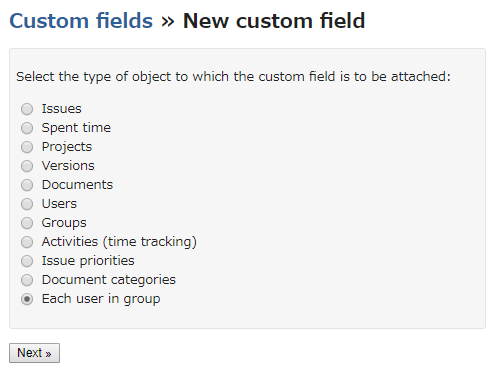 Custom fields » New custom field
Select the type of object to which the custom field is to be attached:
Issues
Spent time
Projects
Versions
Documents
Users
Groups
Activities (time tracking)
Issue priorities
Document categories
Each user in group
Next »